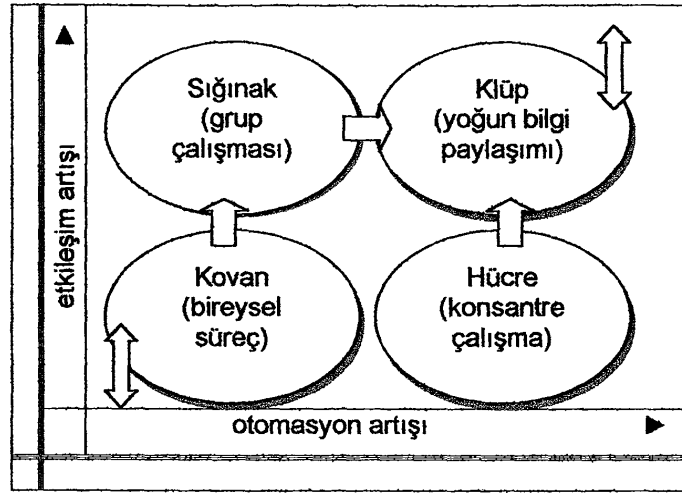 Sığınak
(grup
çalışması)
Klüp
(yoğun bilgi
paylaşımı)
Kovan
(bireysel
süreç)
Hücre
(konsantre
çalışma)
etkileşim artışı
otomasyon artışı